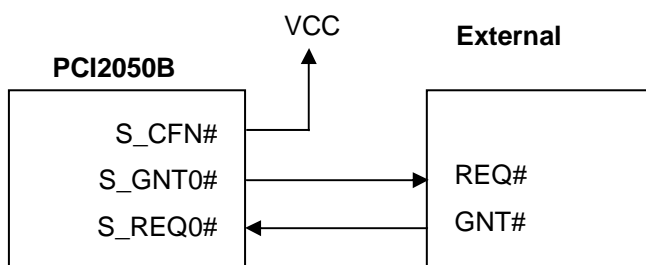 VCC
External
PCI2050B
S_CFN#
S_GNT0#
REQ#
S_REQ0#
GNT#